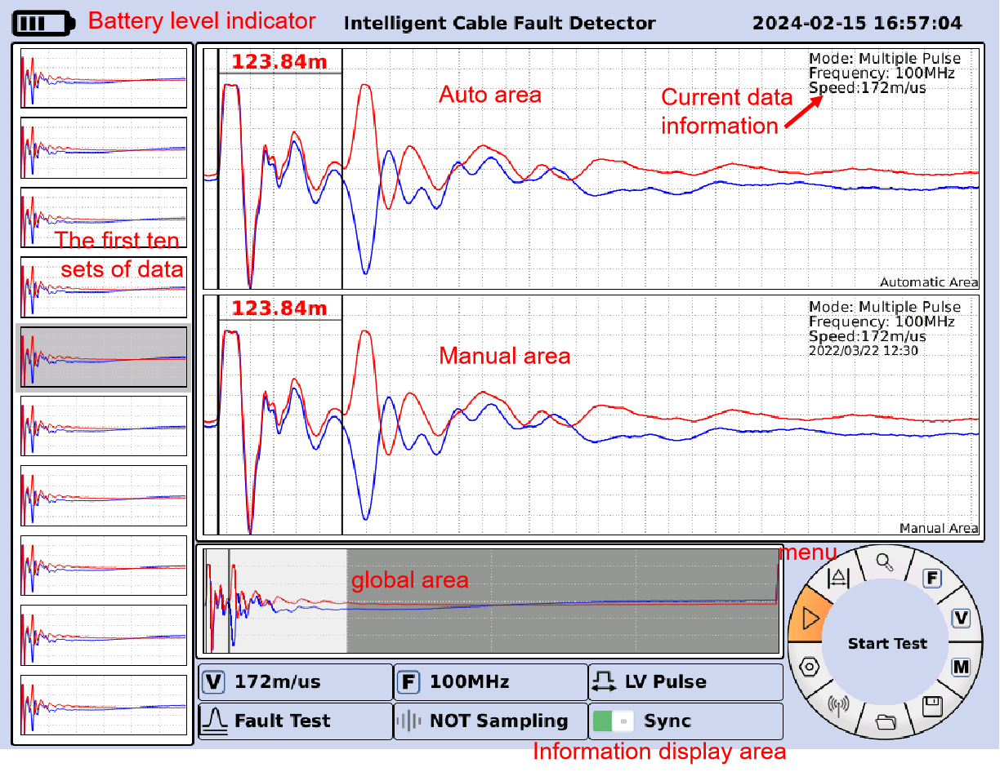 Battery level indicator
Intelligent Cable Fault Detector
2024-02-15 16:57:04
123.84m
Auto area
Current data
information
Mode: Multiple Pulse
Frequency: 100MHz
Speed:172m/us
Automatic Area
The first ten
sets of data
123.84m
Manual area
Mode: Multiple Pulse
Frequency: 100MHz
Speed:172m/us
2022/03/22 12:30
Manual Area
global area
menu
F
V
M
Start Test
V 172m/us
F 100MHz
LV Pulse
Fault Test
NOT Sampling
Sync
Information display area